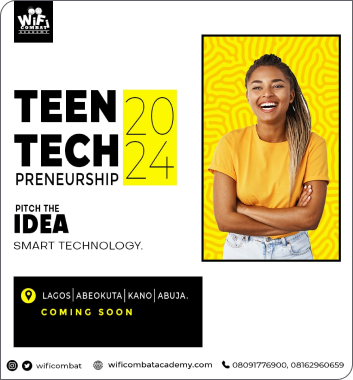 WiFi
COMBAT
ACADEMY
TEEN
TECH
PRENEURSHIP
20
24
PITCH THE
IDEA
SMART TECHNOLOGY.
LAGOS|ABEOKUTA|KANO|ABUJA.
COMING SOON
wificombat
wificombatacademy.com
08091776900, 08162960659